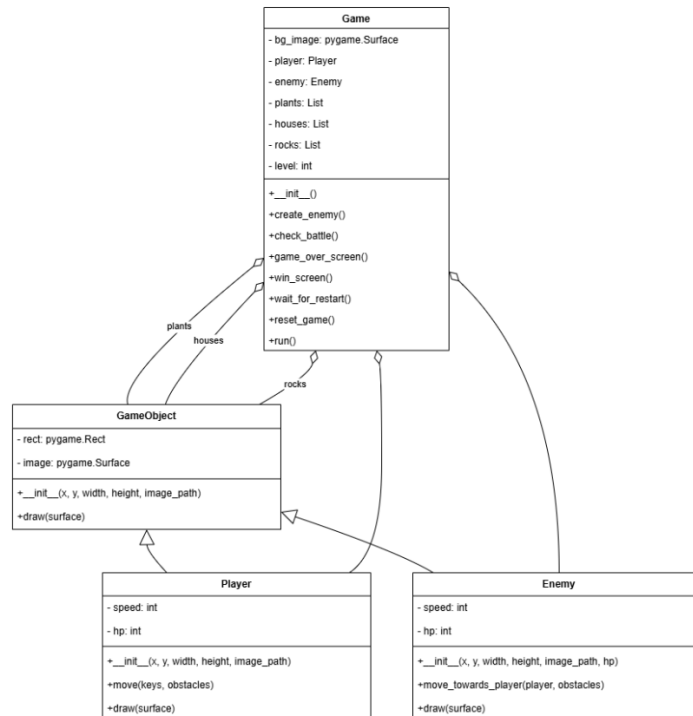 Game
- bg_image: pygame.Surface
- player: Player
- enemy: Enemy
- plants: List
- houses: List
- rocks: List
- level: int
+__init__()
+create_enemy()
+check_battle()
+game_over_screen()
+win_screen()
+wait_for_restart()
+reset_game()
+run()
plants
houses
rocks
GameObject
- rect: pygame.Rect
- image: pygame.Surface
+__init__(x, y, width, height, image_path)
+draw(surface)
Player
- speed: int
- hp: int
+__init__(x, y, width, height, image_path)
+move(keys, obstacles)
+draw(surface)
Enemy
- speed: int
- hp: int
+__init__(x, y, width, height, image_path, hp)
+move_towards_player(player, obstacles)
+draw(surface)